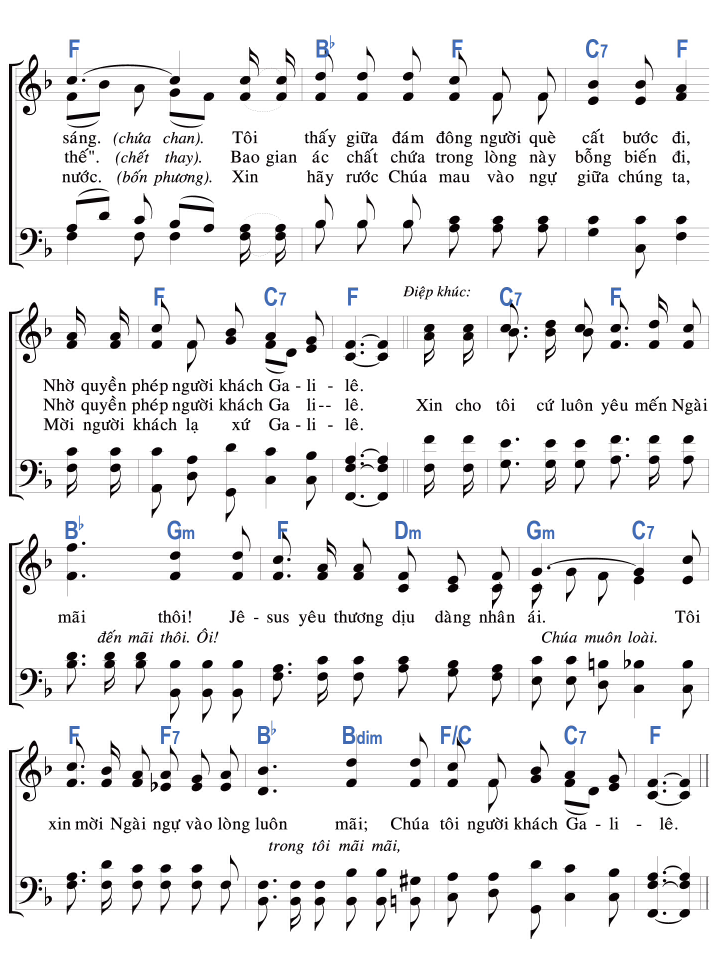 F B♭ F C7 F
sáng. (chứa chan). Tôi thấy giữa đám đông người què cất bước đi,
thế". (chết thay). Bao gian ác chất chứa trong lòng này bỗng biến đi,
nước. (bốn phương). Xin hãy rước Chúa mau vào ngự giữa chúng ta,
F C7 F Điệp khúc: C7 F
Nhờ quyền phép người khách Ga - li - lê.
Nhờ quyền phép người khách Ga li-- lê. Xin cho tôi cứ luôn yêu mến Ngài
Mời người khách lạ xứ Ga - li - lê.
B♭ Gm F Dm Gm C7
mãi thôi! Jê - sus yêu thương dịu dàng nhân ái. Tôi
đến mãi thôi. Ôi! Chúa muôn loài.
F F7 B♭ Bdim F/C C7 F
xin mời Ngài ngự vào lòng luôn mãi; Chúa tôi người khách Ga - li - lê.
trong tôi mãi mãi,